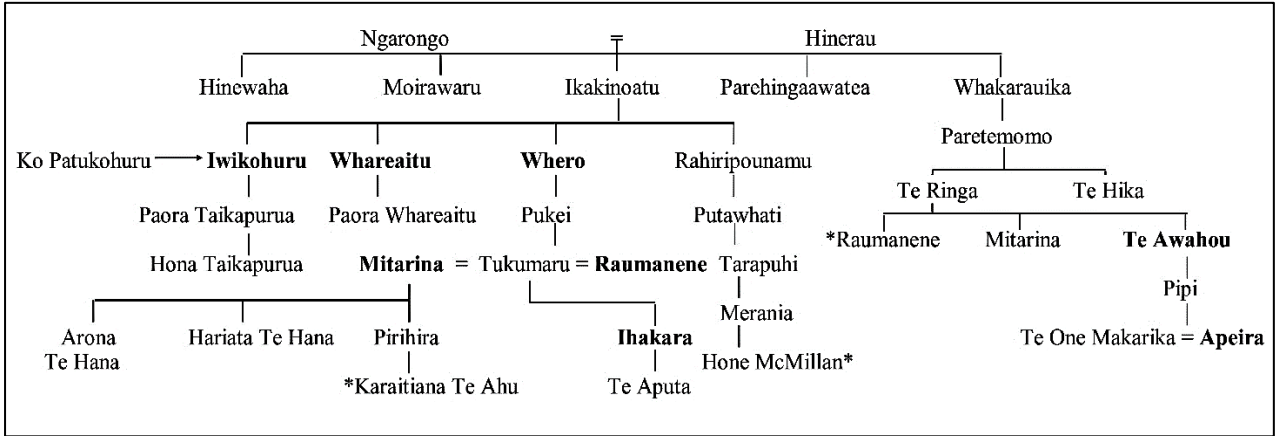 Ngarongo = Hinerau
Hinewaha Moirawaru Ikakinoatu Parehingaawatea Whakarauika
Paretemomo
Ko Patukohuru Iwikohuru Whareaitu Whero Rahiripounamu
Te Ringa Te Hika
Paora Taikapurua Paora Whareaitu Pukei Putawhati
*Raumanene Mitarina Te Awahou
Hona Taikapurua Mitarina = Tukumaru = Raumanene Tarapuhi
Pipi
Merania
Arona Hariata Te Hana Pirihira Ihakara Te One Makarika = Apeira
Te Hana Hone McMillan*
*Karaitiana Te Ahu Te Aputa